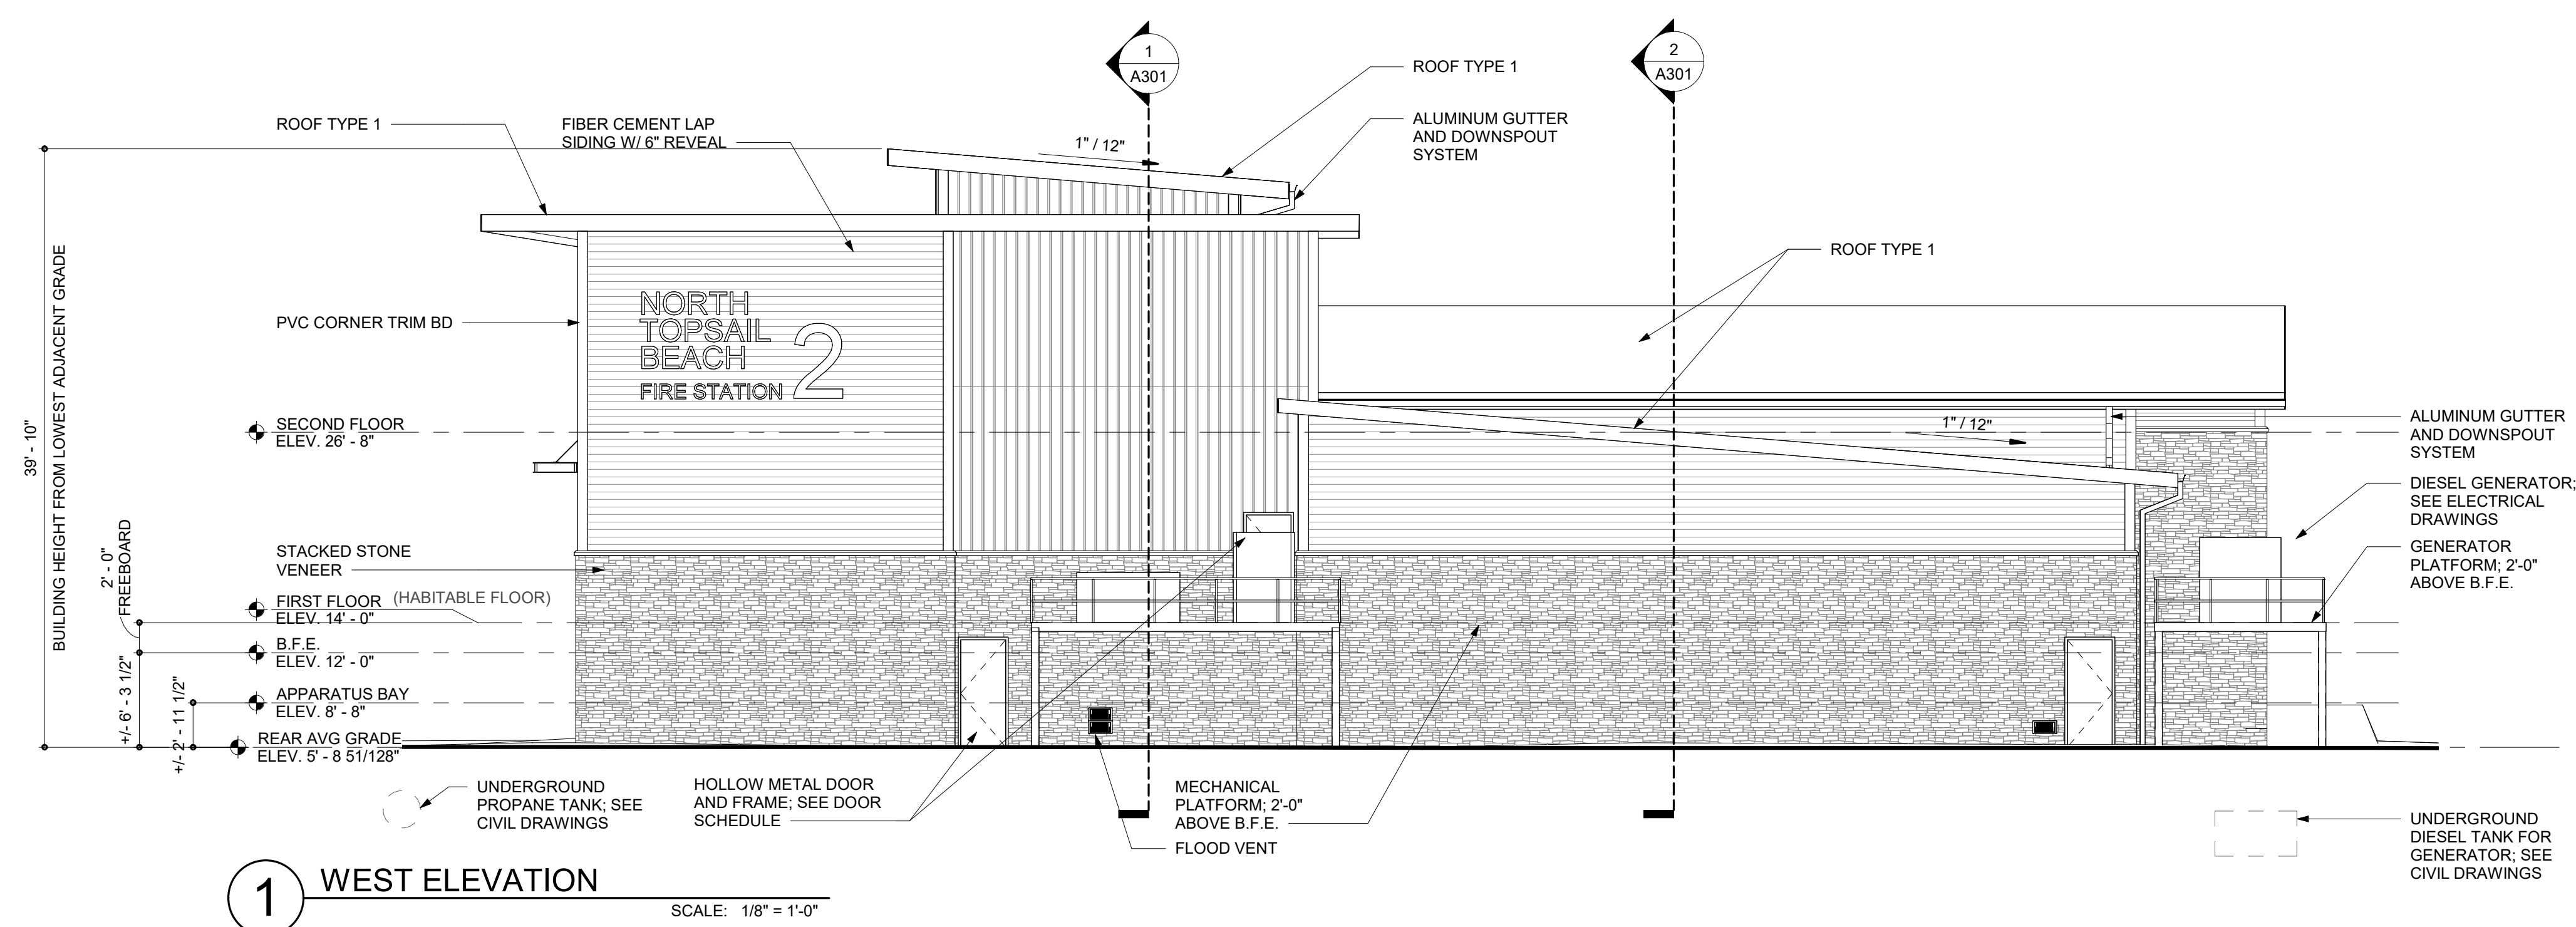 1
A301
2
A301
ROOF TYPE 1
ALUMINUM GUTTER
AND DOWNSPOUT
SYSTEM
ROOF TYPE 1
FIBER CEMENT LAP
SIDING W/ 6" REVEAL
1" / 12"
ROOF TYPE 1
39' - 10"
BUILDING HEIGHT FROM LOWEST ADJACENT GRADE
PVC CORNER TRIM BD
NORTH
TOPSAIL
BEACH
FIRE STATION
2
SECOND FLOOR
ELEV. 26' - 8"
1" / 12"
ALUMINUM GUTTER
AND DOWNSPOUT
SYSTEM
DIESEL GENERATOR;
SEE ELECTRICAL
DRAWINGS
GENERATOR
PLATFORM; 2'-0"
ABOVE B.F.E.
2' - 0"
FREEBOARD
STACKED STONE
VENEER
FIRST FLOOR (HABITABLE FLOOR)
ELEV. 14' - 0"
B.F.E.
ELEV. 12' - 0"
+/- 6' - 3 1/2"
+/- 2' - 11 1/2"
APPARATUS BAY
ELEV. 8' - 8"
REAR AVG GRADE
ELEV. 5' - 8 51/128"
UNDERGROUND
PROPANE TANK; SEE
CIVIL DRAWINGS
HOLLOW METAL DOOR
AND FRAME; SEE DOOR
SCHEDULE
MECHANICAL
PLATFORM; 2'-0"
ABOVE B.F.E.
FLOOD VENT
UNDERGROUND
DIESEL TANK FOR
GENERATOR; SEE
CIVIL DRAWINGS
1
WEST ELEVATION
SCALE: 1/8" = 1'-0"